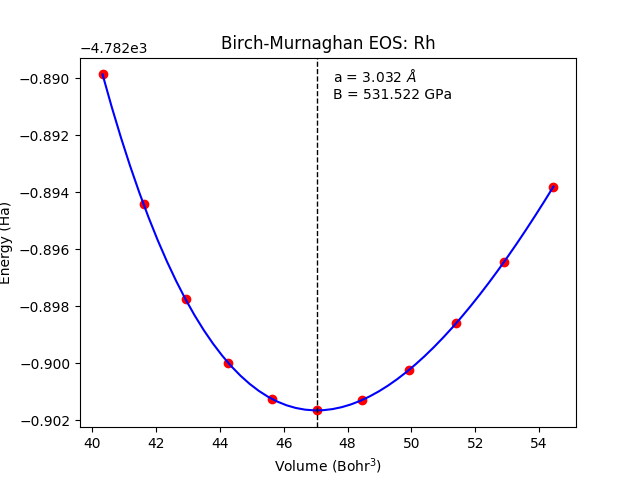 Birch-Murnaghan EOS: Rh
−4.782e3
a = 3.032 Å
B = 531.522 GPa
−0.890
−0.892
−0.894
−0.896
−0.898
−0.900
−0.902
Energy (Ha)
40 42 44 46 48 50 52 54
Volume (Bohr³)